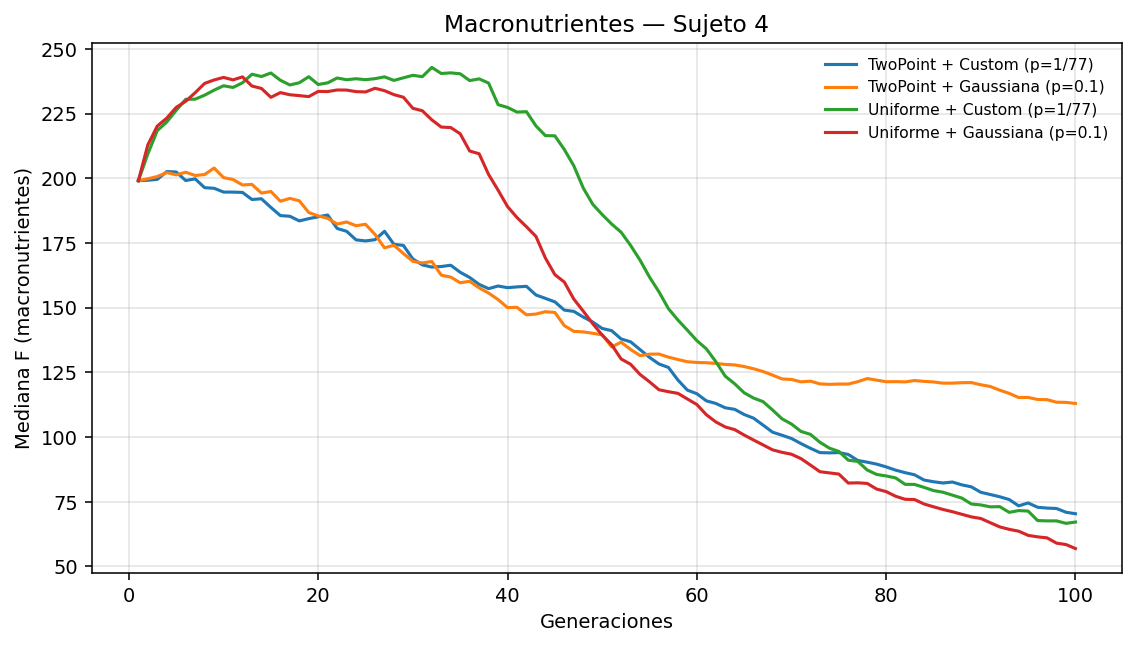 Macronutrientes — Sujeto 4
250
225
200
175
150
125
100
75
50
Mediana F (macronutrientes)
TwoPoint + Custom (p=1/77)
TwoPoint + Gaussiana (p=0.1)
Uniforme + Custom (p=1/77)
Uniforme + Gaussiana (p=0.1)
0
20
40
60
80
100
Generaciones